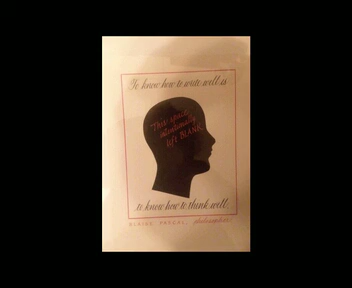 To know how to write well is
"This space
intentionally
left BLANK"
to know how to think well.
BLAISE PASCAL,